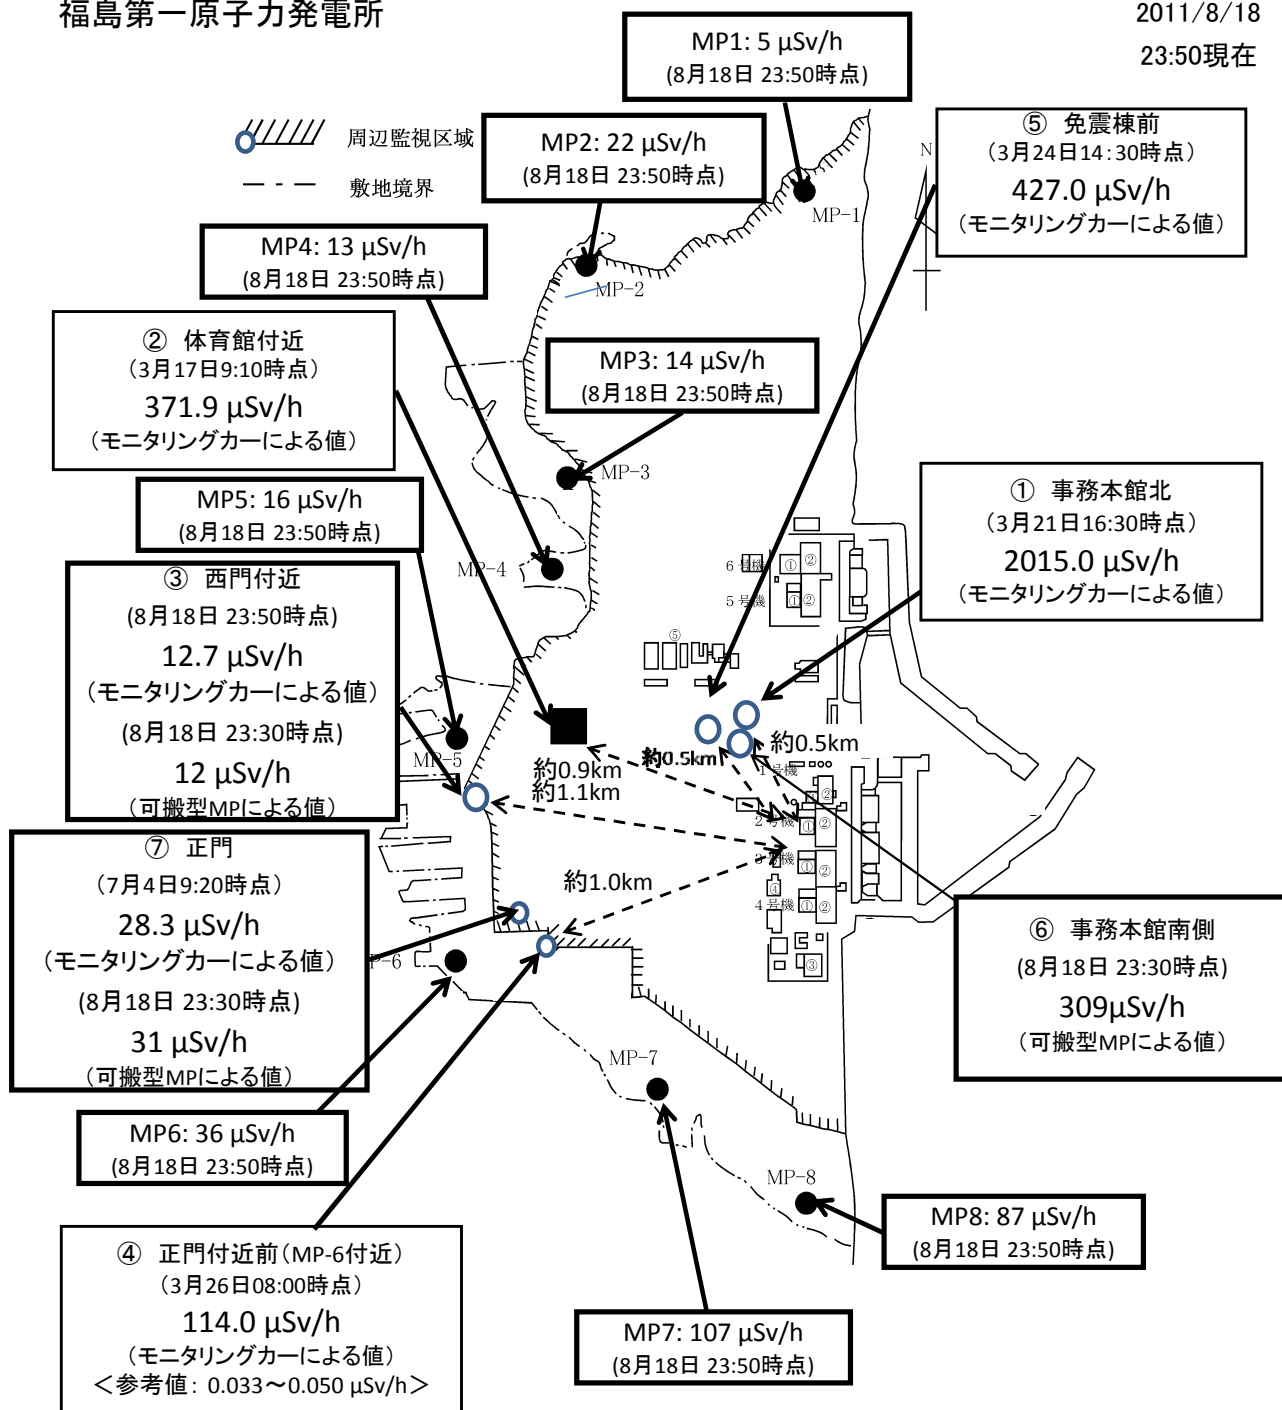 福島第一原子力発電所
2011/8/18
23:50現在
MP1: 5 μSv/h
(8月18日 23:50時点)
周辺監視区域
敷地境界
MP2: 22 μSv/h
(8月18日 23:50時点)
⑤ 免震棟前
(3月24日14:30時点)
427.0 μSv/h
(モニタリングカーによる値)
N
MP-1
MP4: 13 μSv/h
(8月18日 23:50時点)
MP-2
② 体育館付近
(3月17日9:10時点)
371.9 μSv/h
(モニタリングカーによる値)
MP3: 14 μSv/h
(8月18日 23:50時点)
MP-3
MP5: 16 μSv/h
(8月18日 23:50時点)
① 事務本館北
(3月21日16:30時点)
2015.0 μSv/h
(モニタリングカーによる値)
MP-4
③ 西門付近
(8月18日 23:50時点)
12.7 μSv/h
(モニタリングカーによる値)
(8月18日 23:30時点)
12 μSv/h
(可搬型MPによる値)
6号機
① ②
5号機
① ②
⑤
MP-5
約0.9km
約1.1km
約0.5km
約0.5km
1号機
②
2号機
① ②
3号機
① ②
④
4号機
① ②
③
約1.0km
⑦ 正門
(7月4日9:20時点)
28.3 μSv/h
(モニタリングカーによる値)
(8月18日 23:30時点)
31 μSv/h
(可搬型MPによる値)
P-6
⑥ 事務本館南側
(8月18日 23:30時点)
309μSv/h
(可搬型MPによる値)
MP-7
MP6: 36 μSv/h
(8月18日 23:50時点)
MP-8
MP8: 87 μSv/h
(8月18日 23:50時点)
④ 正門付近前(MP-6付近)
(3月26日08:00時点)
114.0 μSv/h
(モニタリングカーによる値)
<参考値: 0.033~0.050 μSv/h>
MP7: 107 μSv/h
(8月18日 23:50時点)